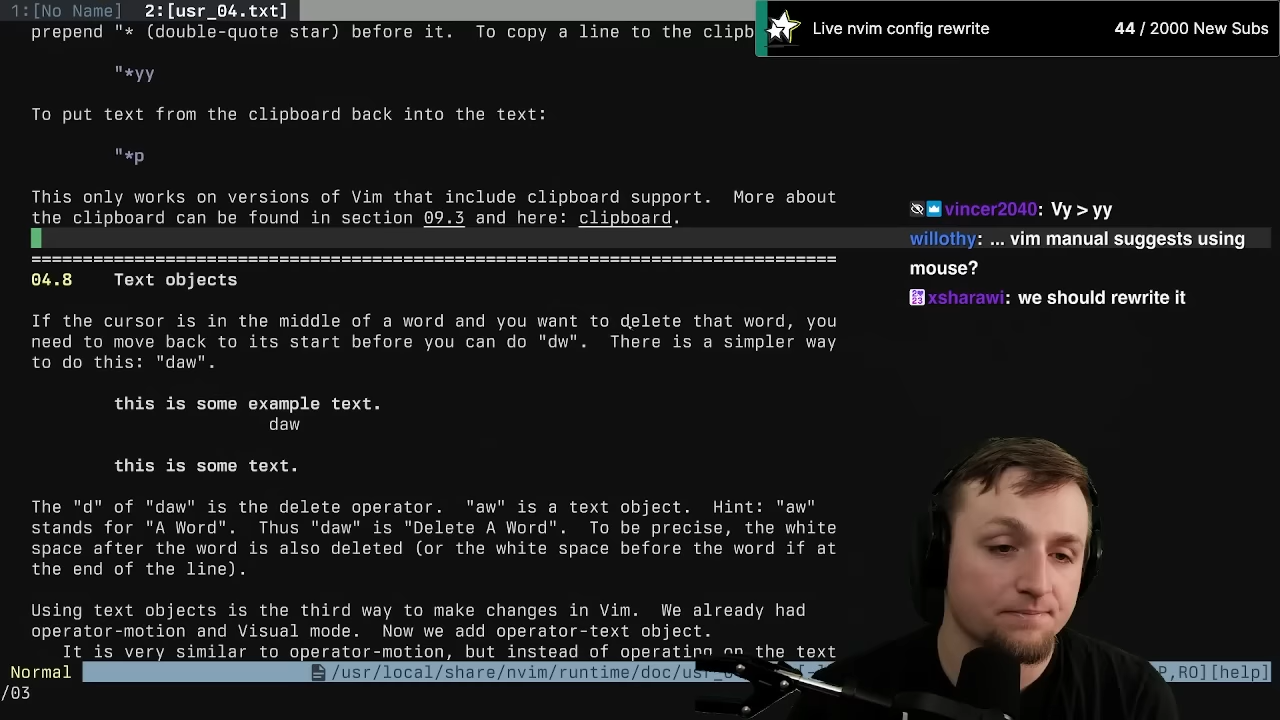 1:[No Name]  2:[usr_04.txt]
Live nvim config rewrite
44 / 2000 New Subs
prepend "* (double-quote star) before it.  To copy a line to the
"*yy
To put text from the clipboard back into the text:
"*p
This only works on versions of Vim that include clipboard support.  More about
the clipboard can be found in section 09.3 and here: clipboard.
==============================================================================
04.8    Text objects
If the cursor is in the middle of a word and you want to delete that word, you
need to move back to its start before you can do "dw".  There is a simpler way
to do this: "daw".
this is some example text.
daw
this is some text.
The "d" of "daw" is the delete operator.  "aw" is a text object.  Hint: "aw"
stands for "A Word".  Thus "daw" is "Delete A Word".  To be precise, the white
space after the word is also deleted (or the white space before the word if at
the end of the line).
Using text objects is the third way to make changes in Vim.  We already had
operator-motion and Visual mode.  Now we add operator-text object.
It is very similar to operator-motion, but instead of operating on the text
Normal
/usr/local/share/nvim/runtime/doc/
P,RO][help]
/03
vincer2040: Vy > yy
willothy: ... vim manual suggests using
mouse?
xsharawi: we should rewrite it